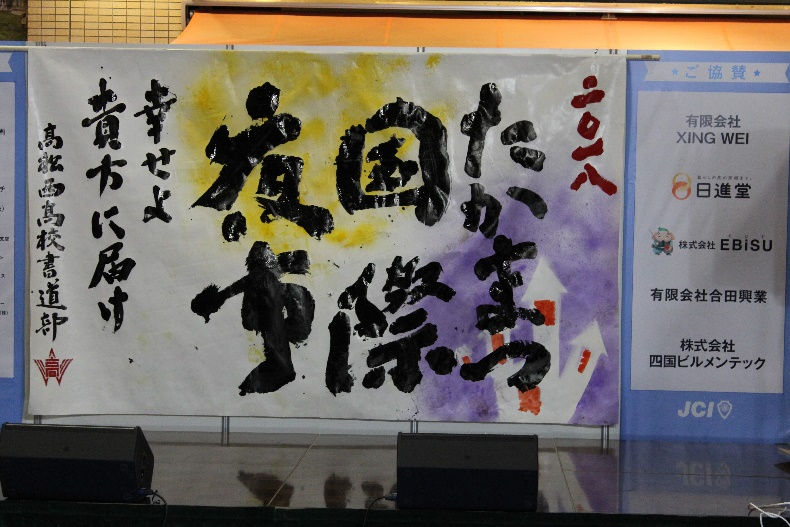 二〇一八
たかまつ
国際
夜市
幸せよ
貴方に届け
高松西高校書道部
ご協賛
有限会社
XING WEI
日進堂
株式会社 EBiSU
有限会社合田興業
株式会社
四国ビルメンテック
JCI